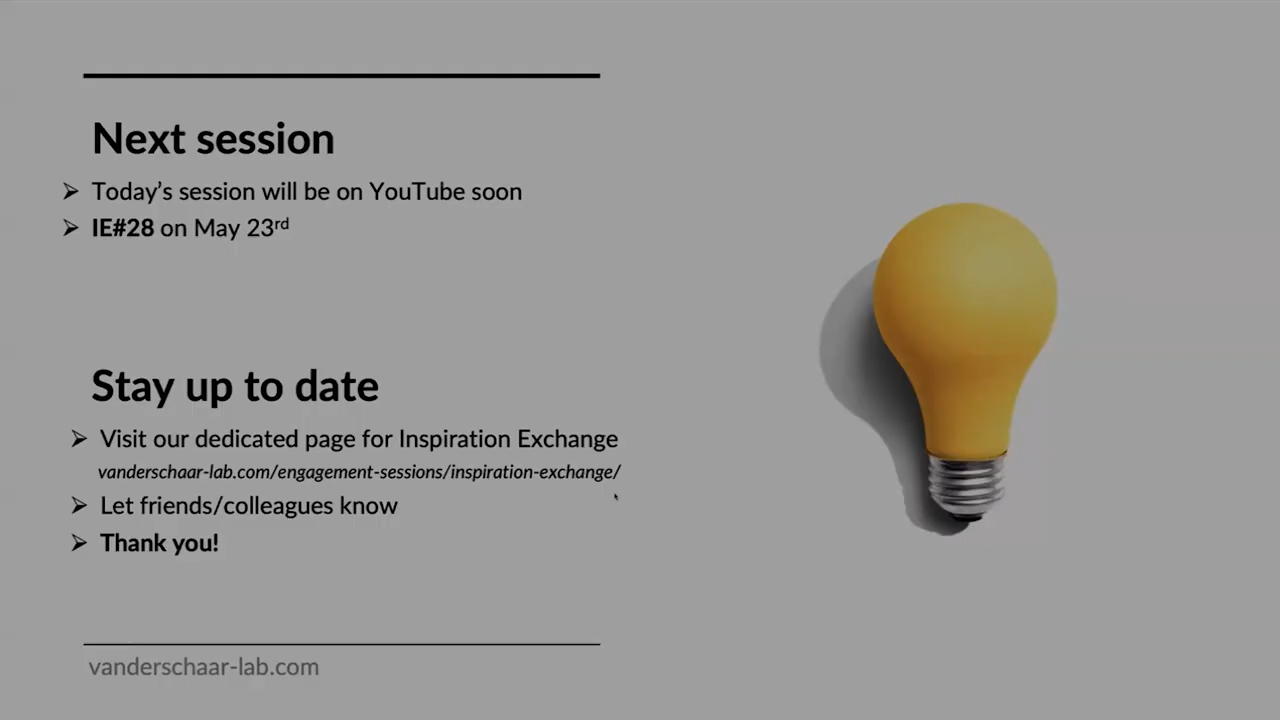 Next session
➢ Today’s session will be on YouTube soon
➢ IE#28 on May 23rd
Stay up to date
➢ Visit our dedicated page for Inspiration Exchange
vanderschaar-lab.com/engagement-sessions/inspiration-exchange/
➢ Let friends/colleagues know
➢ Thank you!
vanderschaar-lab.com